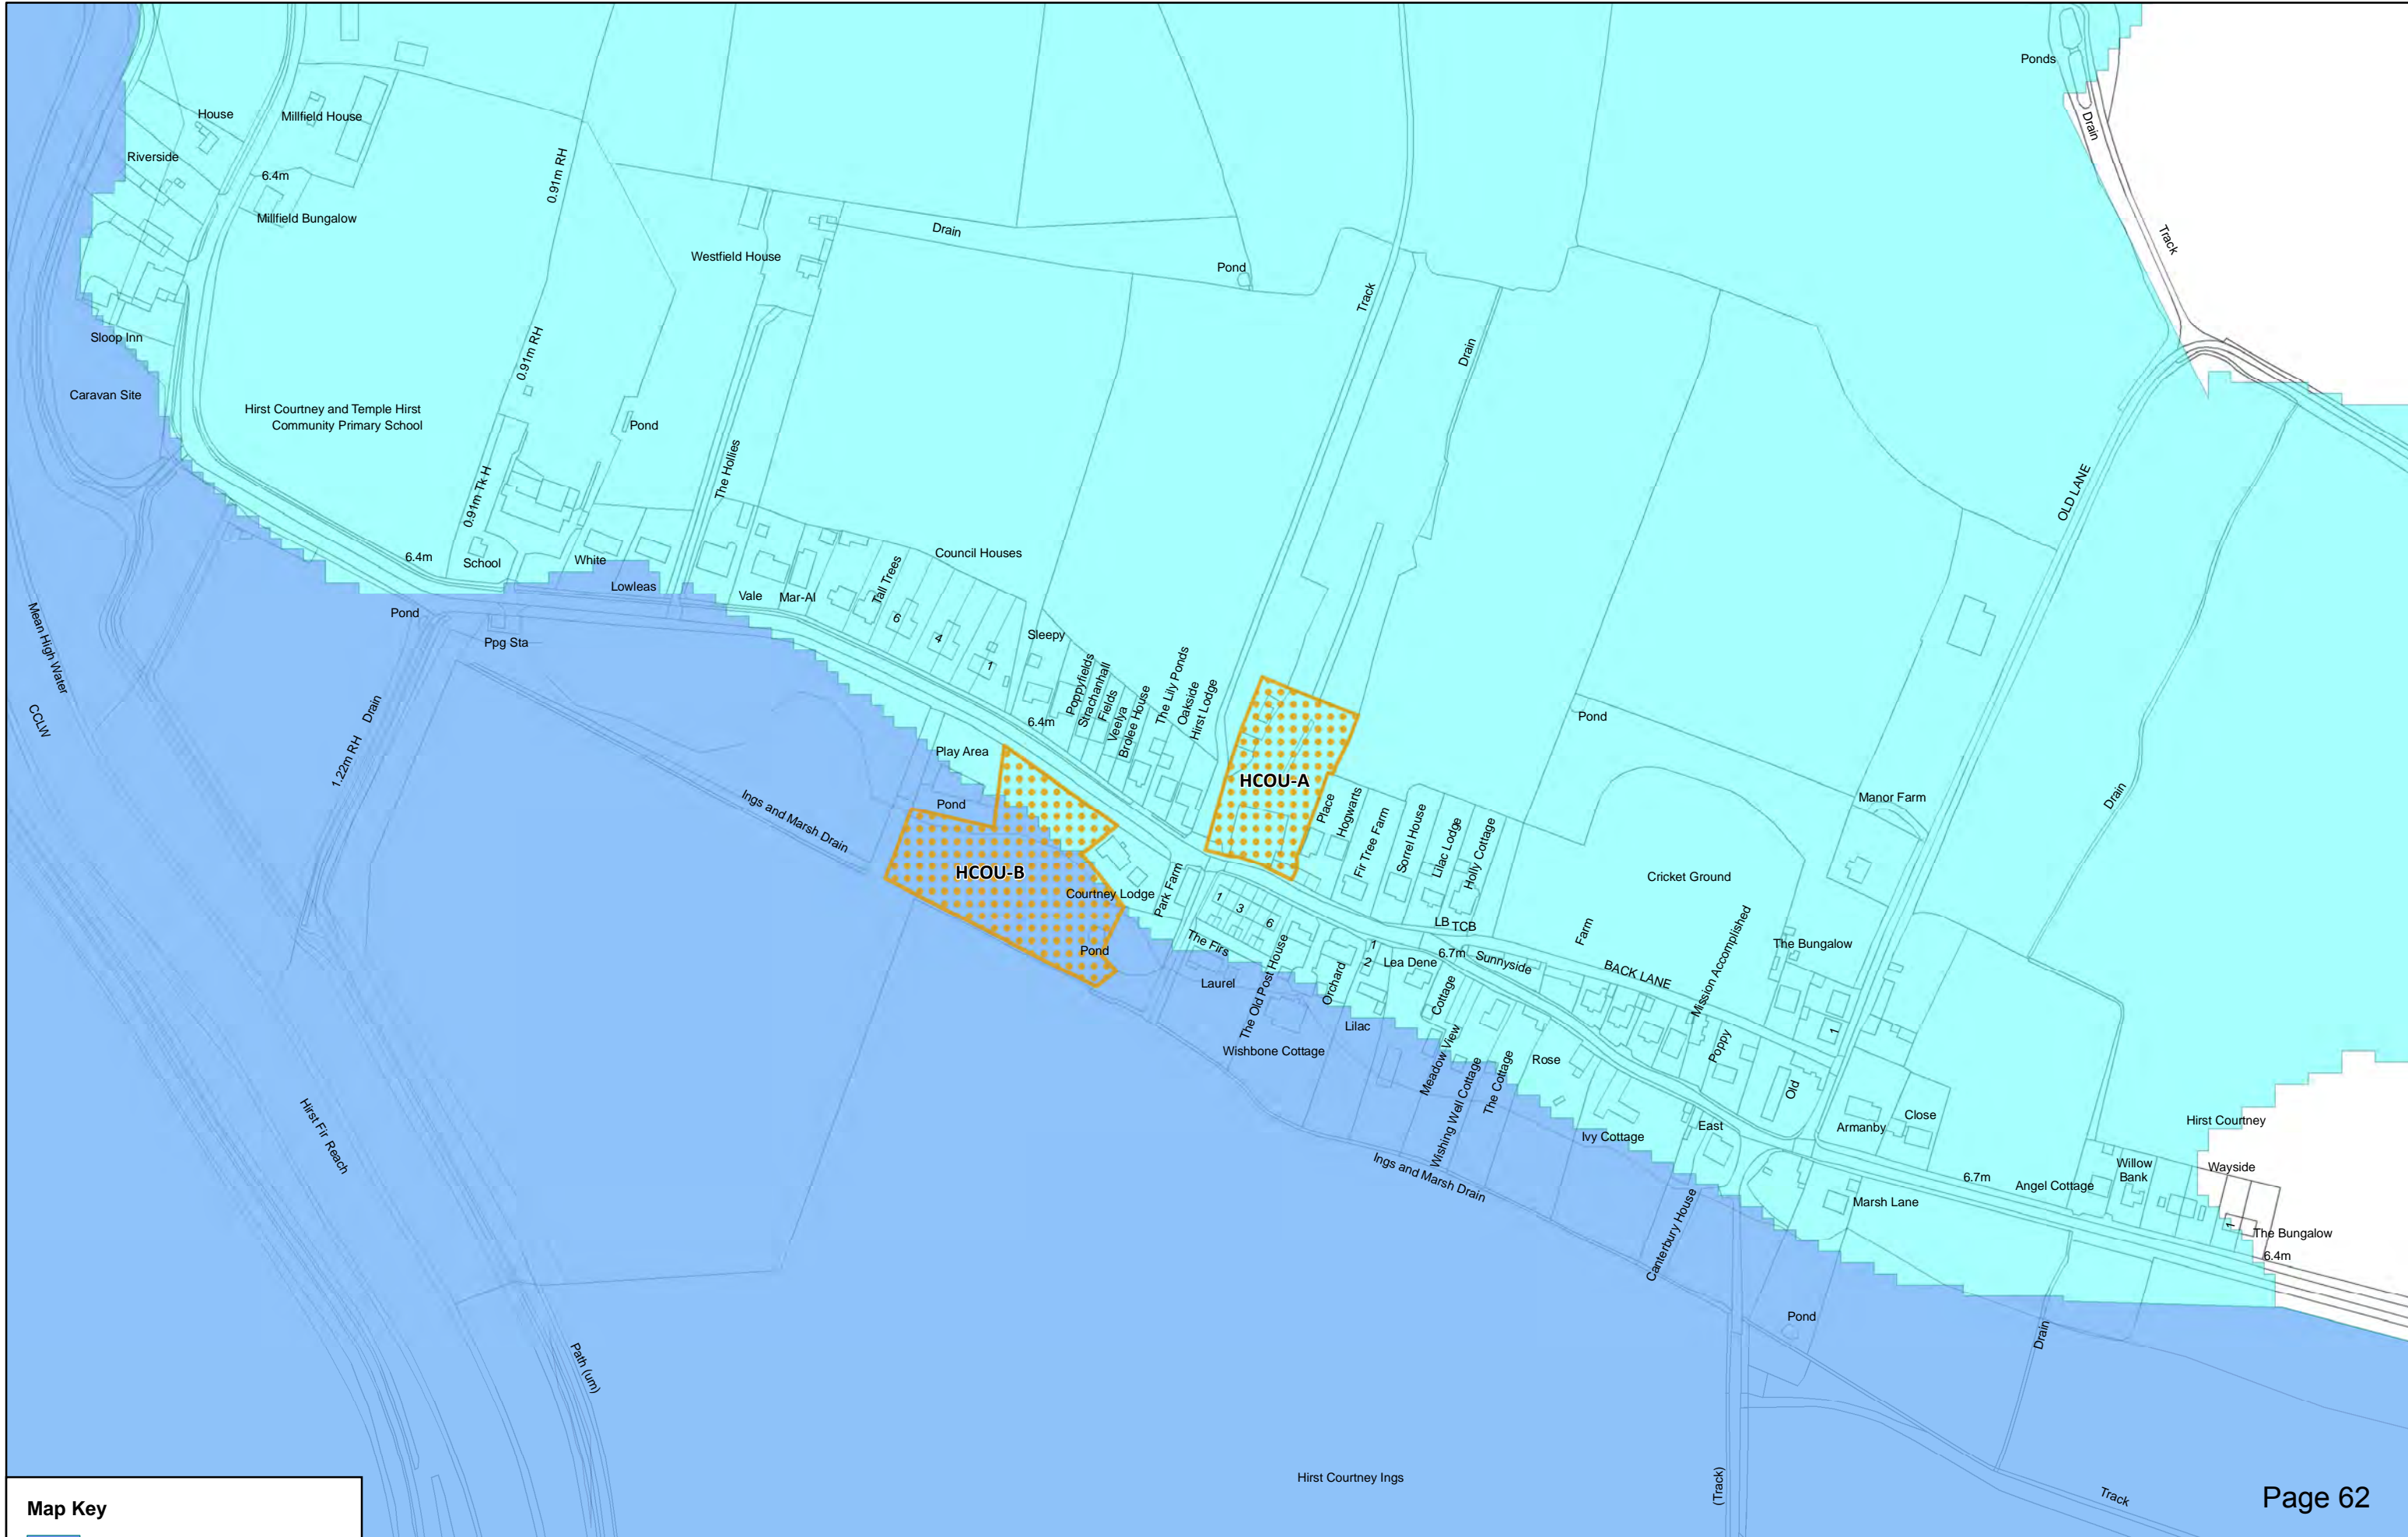 Ponds
Drain
Track
House
Millfield House
Riverside
6.4m
0.91m RH
Millfield Bungalow
Drain
Westfield House
Pond
Track
Sloop Inn
0.91m RH
Drain
Caravan Site
Hirst Courtney and Temple Hirst
Community Primary School
Pond
The Hollies
0.91m Tk H
OLD LANE
6.4m
School
White
Council Houses
Tall Trees
Lowleas
Vale
Mar-Al
6
4
1
Pond
Ppg Sta
Mean High Water
Sleepy
Poppyfields
Strachanhall
Fields
Veelya
Brolee House
The Lily Ponds
Oakside
Hirst Lodge
CCLW
1.22m RH
Drain
6.4m
Pond
Play Area
HCOU-A
Pond
Ings and Marsh Drain
Place
Hogwarts
Fir Tree Farm
Sorrel House
Lilac Lodge
Holly Cottage
Manor Farm
Drain
HCOU-B
Courtney Lodge
Park Farm
Cricket Ground
1
3
6
LB
TCB
Farm
Mission Accomplished
The Bungalow
Pond
The Firs
The Old Post House
1
2
Lea Dene
6.7m
Sunnyside
BACK LANE
Laurel
Orchard
Cottage
Lilac
Wishbone Cottage
Meadow View
Wishing Well Cottage
The Cottage
Rose
Poppy
1
Old
Hirst Fir Reach
Ivy Cottage
East
Armanby
Close
Hirst Courtney
Ings and Marsh Drain
Canterbury House
Marsh Lane
6.7m
Angel Cottage
Willow
Bank
Wayside
1
The Bungalow
6.4m
Pond
Drain
Path (um)
Hirst Courtney Ings
(Track)
Track
Page 62
Map Key